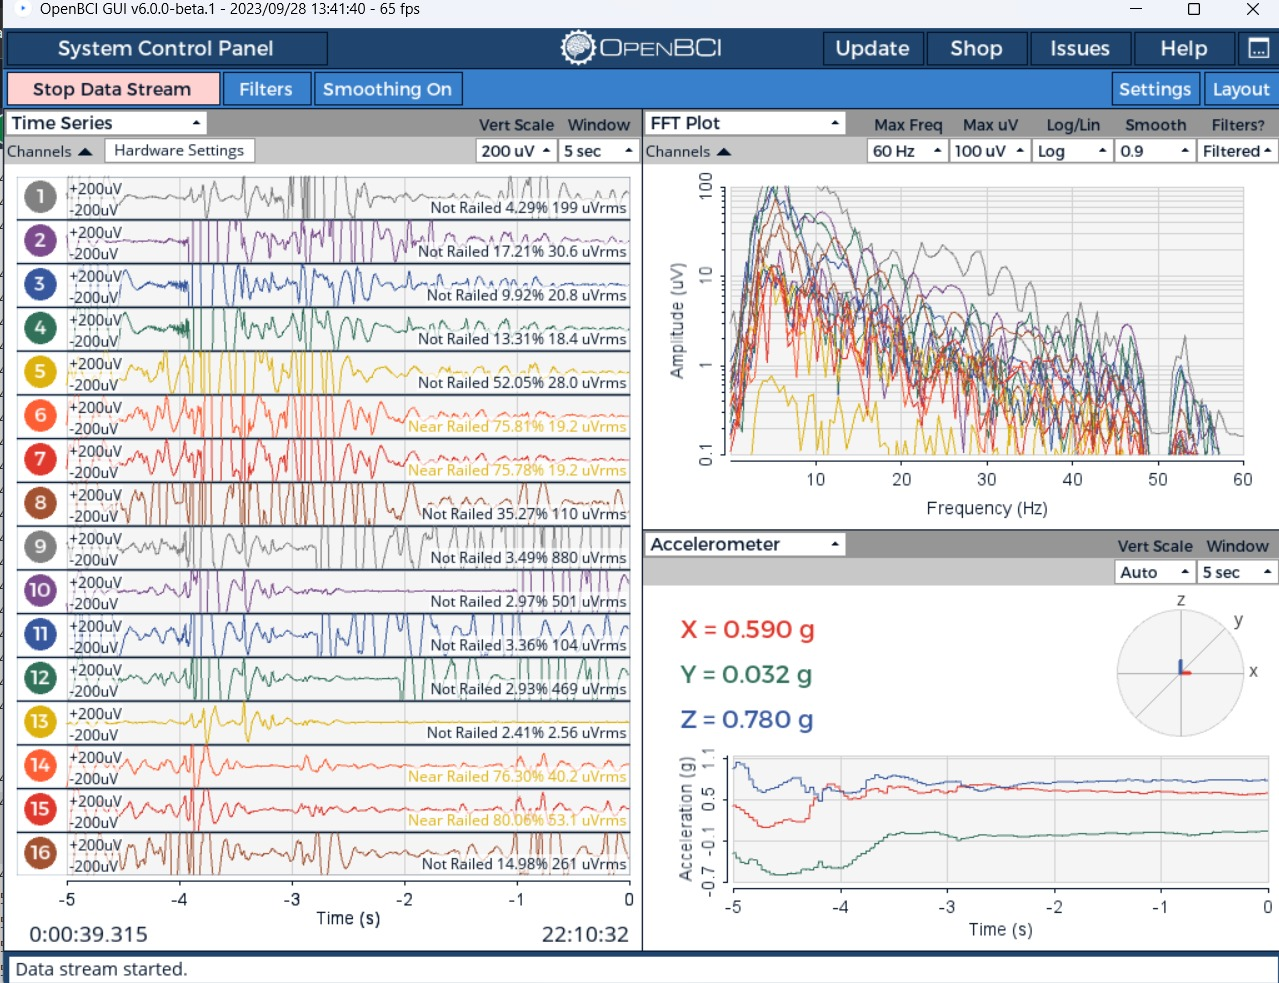 OpenBCI GUI v6.0.0-beta.1 - 2023/09/28 13:41:40 - 65 fps
System Control Panel
OPENBCI
Update Shop Issues Help
Stop Data Stream Filters Smoothing On
Settings Layout
Time Series
Vert Scale Window
Channels Hardware Settings
200 uV 5 sec
1 +200uV
-200uV Not Railed 4.29% 199 uVrms
2 +200uV
-200uV Not Railed 17.21% 30.6 uVrms
3 +200uV
-200uV Not Railed 9.92% 20.8 uVrms
4 +200uV
-200uV Not Railed 13.31% 18.4 uVrms
5 +200uV
-200uV Not Railed 52.05% 28.0 uVrms
6 +200uV
-200uV Near Railed 75.81% 19.2 uVrms
7 +200uV
-200uV Near Railed 75.78% 19.2 uVrms
8 +200uV
-200uV Not Railed 35.27% 110 uVrms
9 +200uV
-200uV Not Railed 3.49% 880 uVrms
10 +200uV
-200uV Not Railed 2.97% 501 uVrms
11 +200uV
-200uV Not Railed 3.36% 104 uVrms
12 +200uV
-200uV Not Railed 2.93% 469 uVrms
13 +200uV
-200uV Not Railed 2.41% 2.56 uVrms
14 +200uV
-200uV Near Railed 76.30% 40.2 uVrms
15 +200uV
-200uV Near Railed 80.06% 53.1 uVrms
16 +200uV
-200uV Not Railed 14.98% 261 uVrms
-5 -4 -3 -2 -1 0
Time (s)
0:00:39.315 22:10:32
FFT Plot
Max Freq Max uV Log/Lin Smooth Filters?
Channels
60 Hz 100 uV Log 0.9 Filtered
100
10
1
0.1
Amplitude (uV)
10 20 30 40 50 60
Frequency (Hz)
Accelerometer
Vert Scale Window
Auto 5 sec
X = 0.590 g
Y = 0.032 g
Z = 0.780 g
z
y
x
1.1
0.5
-0.1
-0.7
Acceleration (g)
-5 -4 -3 -2 -1 0
Time (s)
Data stream started.